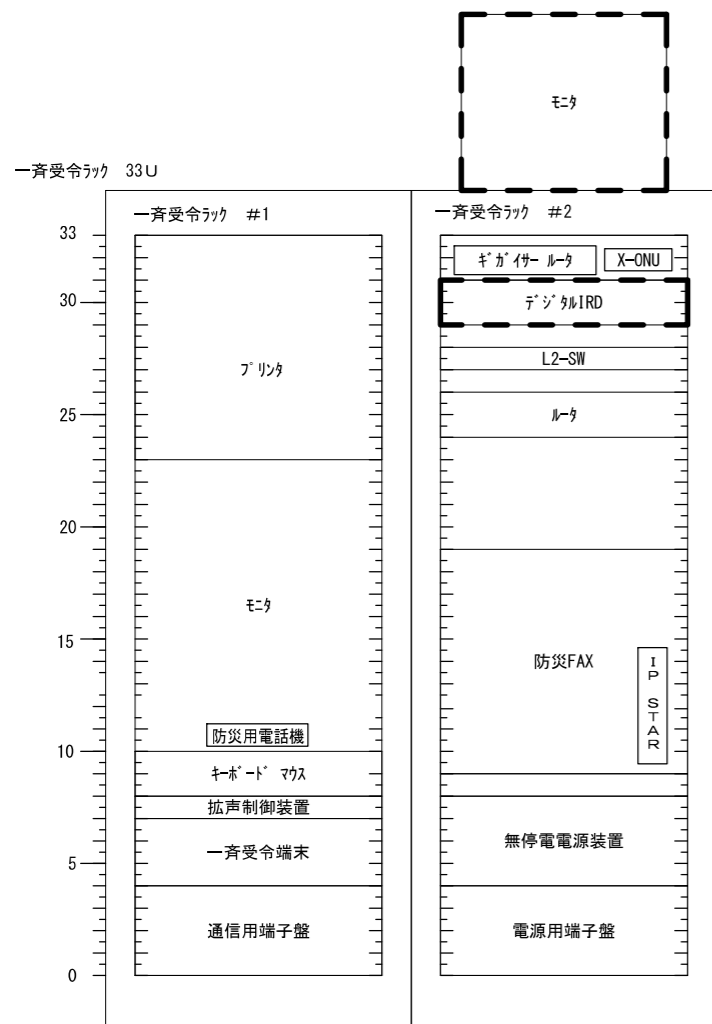 ﾓﾆﾀ
一斉受令ﾗｯｸ 33U
一斉受令ﾗｯｸ #1
一斉受令ﾗｯｸ #2
33
30
25
20
15
10
5
0
ﾌﾟﾘﾝﾀ
ﾓﾆﾀ
防災用電話機
ｷｰﾎﾞｰﾄﾞ ﾏｳｽ
拡声制御装置
一斉受令端末
通信用端子盤
ｷﾞｶﾞｲｻｰ ﾙｰﾀ
X-ONU
ﾃﾞｼﾞﾀﾙIRD
L2-SW
ﾙｰﾀ
防災FAX
IP STAR
無停電電源装置
電源用端子盤